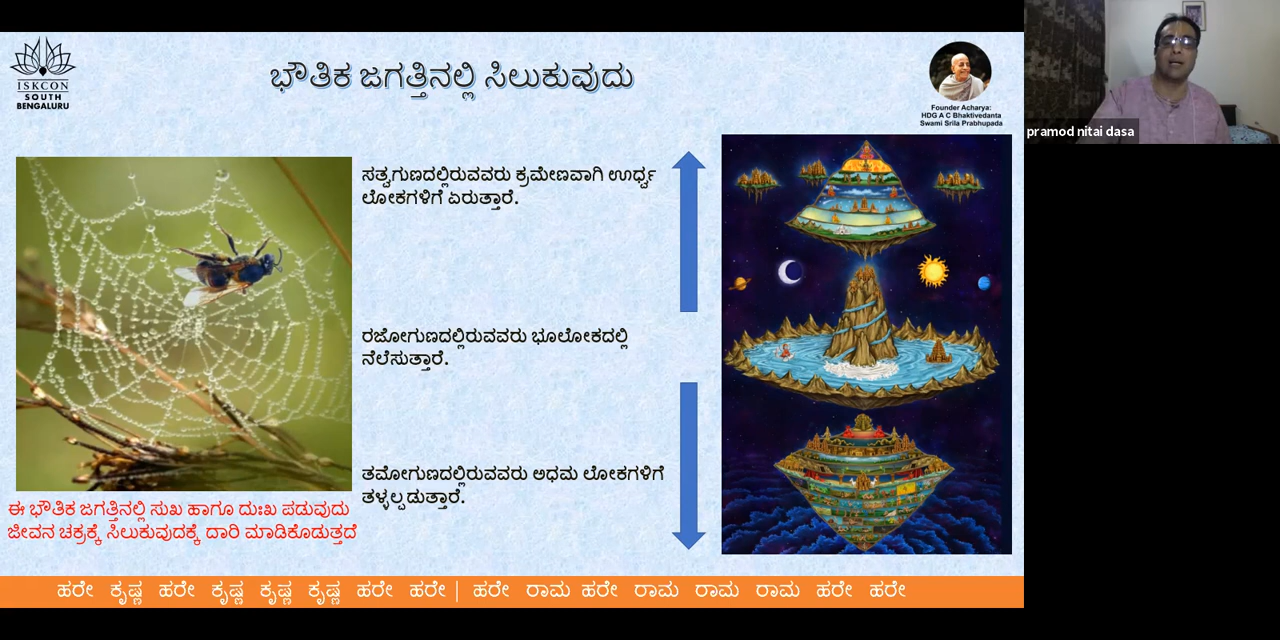 ISKCON
SOUTH
BENGALURU
ಭೌತಿಕ ಜಗತ್ತಿನಲ್ಲಿ ಸಿಲುಕುವುದು
Founder Acharya:
HDG A C Bhaktivedanta
Swami Srila Prabhupada
pramod nitai dasa
ಸತ್ವಗುಣದಲ್ಲಿರುವವರು ಕ್ರಮೇಣವಾಗಿ ಊರ್ಧ್ವ
ಲೋಕಗಳಿಗೆ ಏರುತ್ತಾರೆ.
ರಜೋಗುಣದಲ್ಲಿರುವವರು ಭೂಲೋಕದಲ್ಲಿ
ನೆಲೆಸುತ್ತಾರೆ.
ತಮೋಗುಣದಲ್ಲಿರುವವರು ಅಧಮ ಲೋಕಗಳಿಗೆ
ತಳ್ಳಲ್ಪಡುತ್ತಾರೆ.
ಈ ಭೌತಿಕ ಜಗತ್ತಿನಲ್ಲಿ ಸುಖ ಹಾಗೂ ದುಃಖ ಪಡುವುದು
ಜೀವನ ಚಕ್ರಕ್ಕೆ ಸಿಲುಕುವುದಕ್ಕೆ ದಾರಿ ಮಾಡಿಕೊಡುತ್ತದೆ
ಹರೇ ಕೃಷ್ಣ ಹರೇ ಕೃಷ್ಣ ಕೃಷ್ಣ ಕೃಷ್ಣ ಹರೇ ಹರೇ | ಹರೇ ರಾಮ ಹರೇ ರಾಮ ರಾಮ ರಾಮ ಹರೇ ಹರೇ